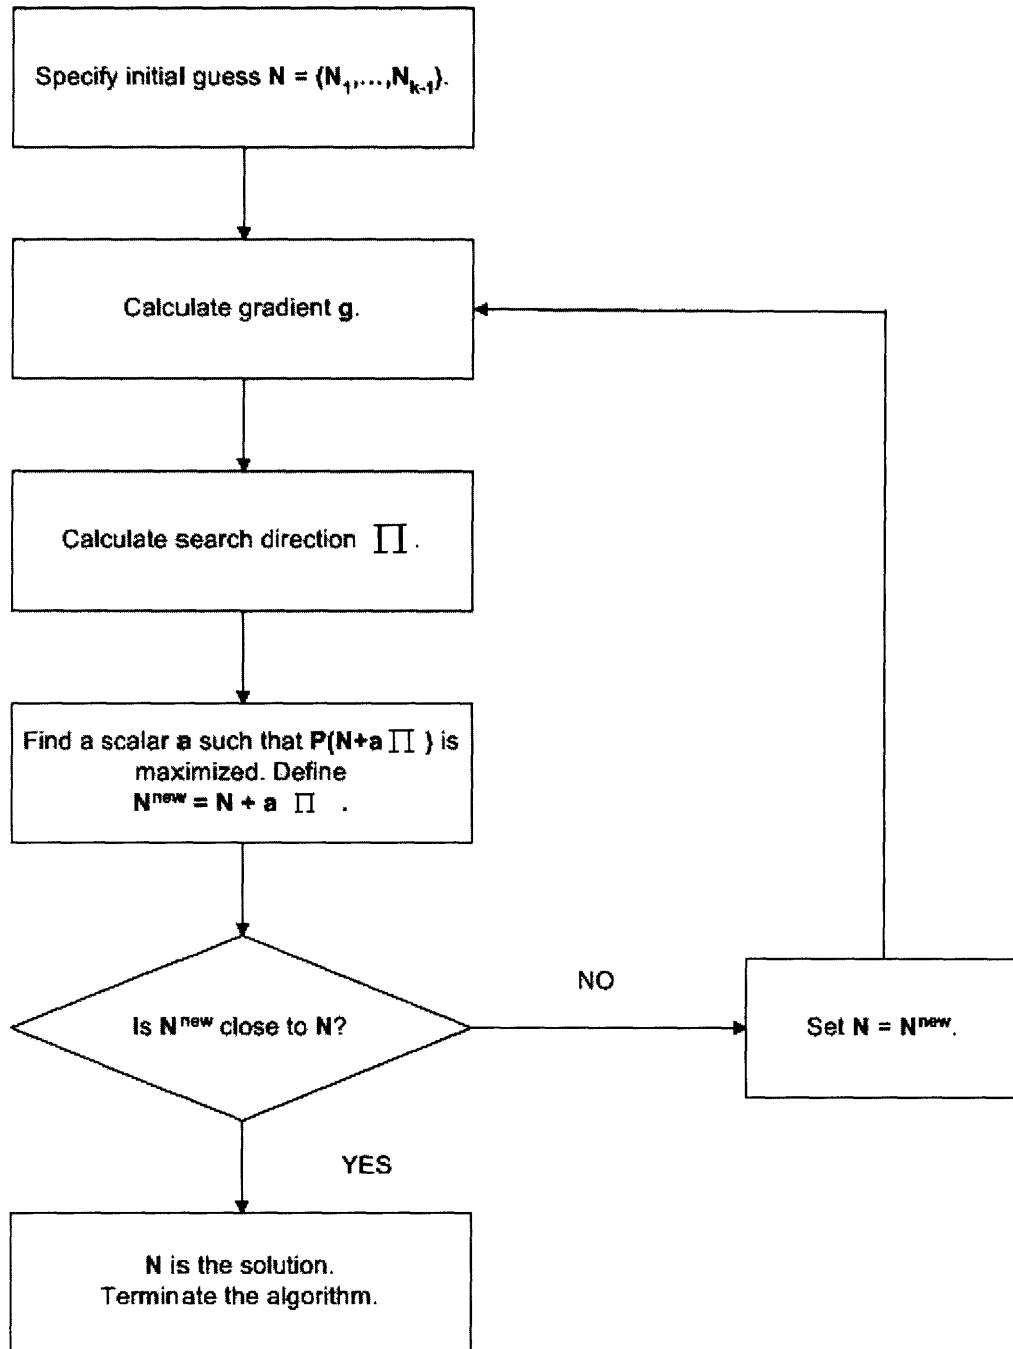 Specify initial guess N = (N₁,...,Nₖ₋₁).
Calculate gradient g.
Calculate search direction ∏ .
Find a scalar a such that P(N+a ∏ ) is
maximized. Define
Nⁿᵉʷ = N + a ∏ .
Is Nⁿᵉʷ close to N?
NO
Set N = Nⁿᵉʷ.
YES
N is the solution.
Terminate the algorithm.